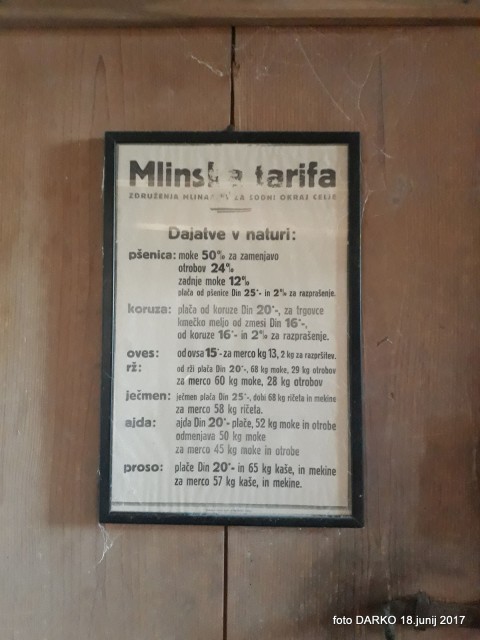 Mlinska tarifa
ZDRUŽENJA MLINARJEV ZA SODNI OKRAJ CELJE
Dajatve v naturi:
pšenica: moke 50% za zamenjavo
otrobov 24%
zadnje moke 12%
plača od pšenice Din 25·- in 2% za razprašenje.
koruza: plača od koruze Din 20·-, za trgovce
kmečko meljo od zmesi Din 16·-,
od koruze 16·- in 2% za razprašenje.
oves: od ovsa 15·- za merco kg 13, 2 kg za razpršitev.
rž: od rži plača Din 20·-, 68 kg moke, 29 kg otrobov
za merco 60 kg moke, 28 kg otrobov
ječmen: ječmen plača Din 25·-, dobi 68 kg ričeta in mekine
za merco 58 kg ričeta.
ajda: ajda Din 20·- plače, 52 kg moke in otrobe
odmenjava 50 kg moke
za merco 45 kg moke in otrobe
proso: plače Din 20·- in 65 kg kaše, in mekine
za merco 57 kg kaše, in mekine.
foto DARKO 18.junij 2017